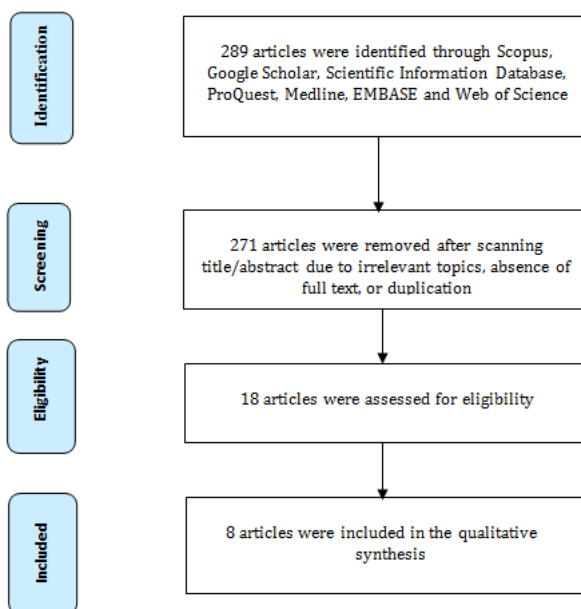 Identification
289 articles were identified through Scopus,
Google Scholar, Scientific Information Database,
ProQuest, Medline, EMBASE and Web of Science
Screening
271 articles were removed after scanning
title/abstract due to irrelevant topics, absence of
full text, or duplication
Eligibility
18 articles were assessed for eligibility
Included
8 articles were included in the qualitative
synthesis